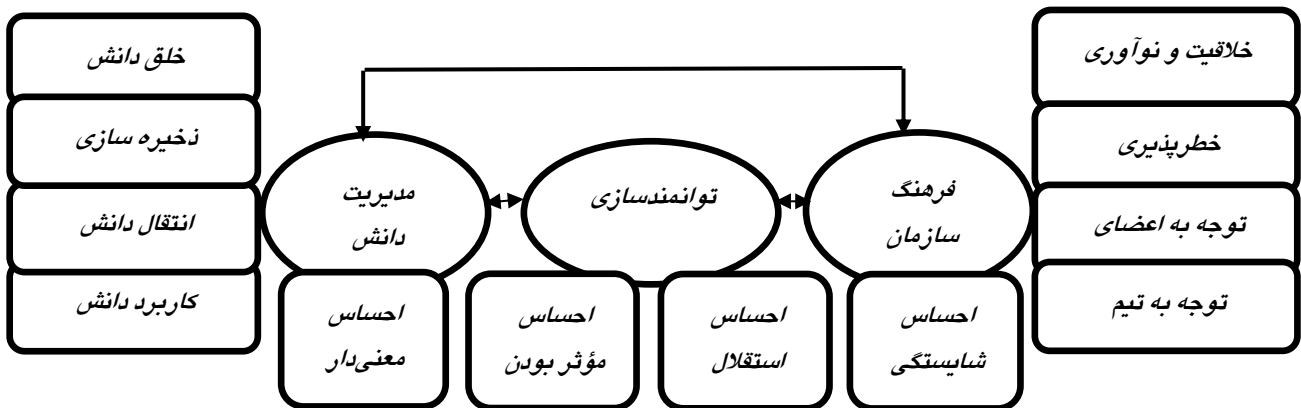 خلاقیت و نوآوری
خطرپذیری
توجه به اعضای
توجه به تیم
فرهنگ
سازمان
توانمندسازی
مدیریت
دانش
خلق دانش
ذخیره سازی
انتقال دانش
کاربرد دانش
احساس
شایستگی
احساس
استقلال
احساس
مؤثر بودن
احساس
معنی‌دار